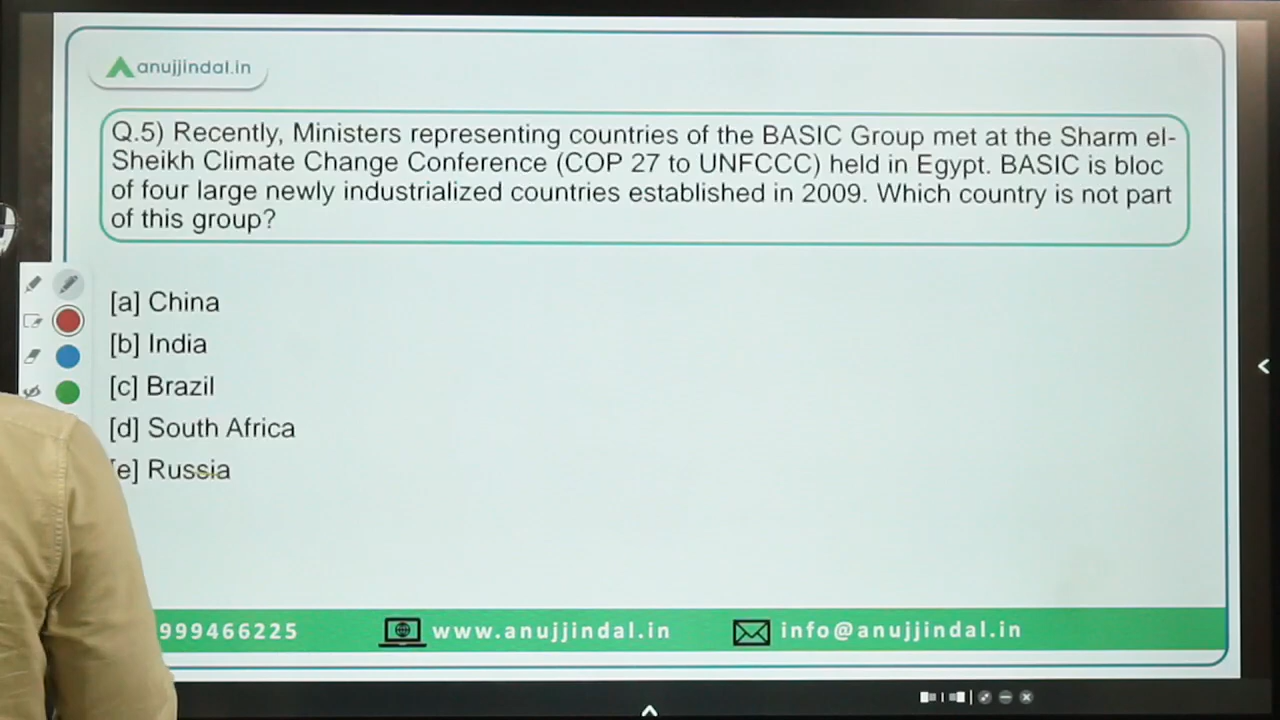 anujjindal.in
Q.5) Recently, Ministers representing countries of the BASIC Group met at the Sharm el-
Sheikh Climate Change Conference (COP 27 to UNFCCC) held in Egypt. BASIC is bloc
of four large newly industrialized countries established in 2009. Which country is not part
of this group?
[a] China
[b] India
[c] Brazil
[d] South Africa
[e] Russia
999466225 www.anujjindal.in info@anujjindal.in